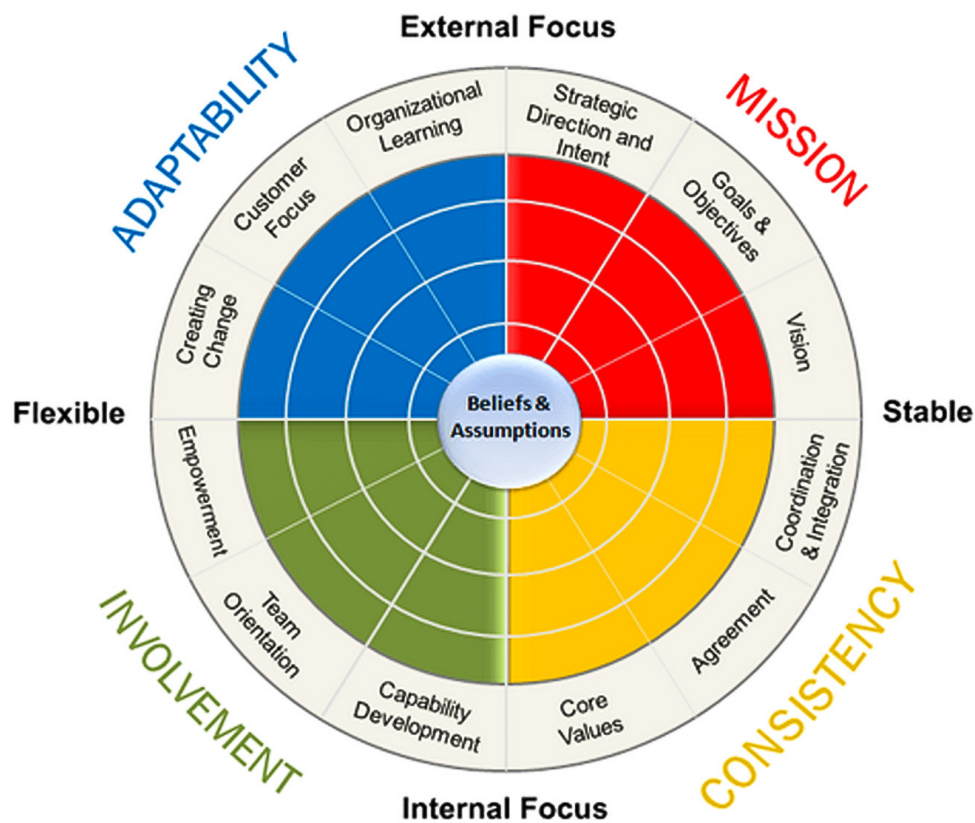 External Focus
ADAPTABILITY
MISSION
Organizational
Learning
Strategic
Direction and
Intent
Customer
Focus
Goals &
Objectives
Creating
Change
Vision
Flexible
Beliefs &
Assumptions
Stable
Empowerment
Coordination
& Integration
Team
Orientation
Agreement
Capability
Development
Core
Values
INVOLVEMENT
CONSISTENCY
Internal Focus